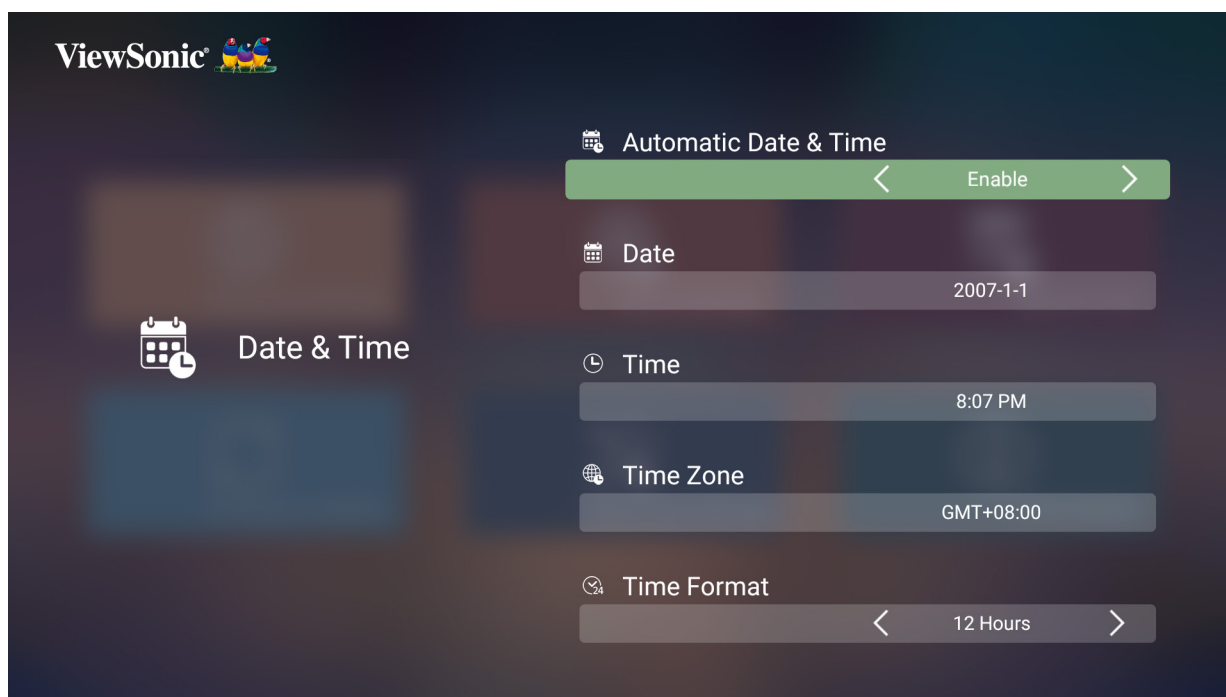 ViewSonic®
Automatic Date & Time
Enable
Date
2007-1-1
Date & Time
Time
8:07 PM
Time Zone
GMT+08:00
Time Format
12 Hours